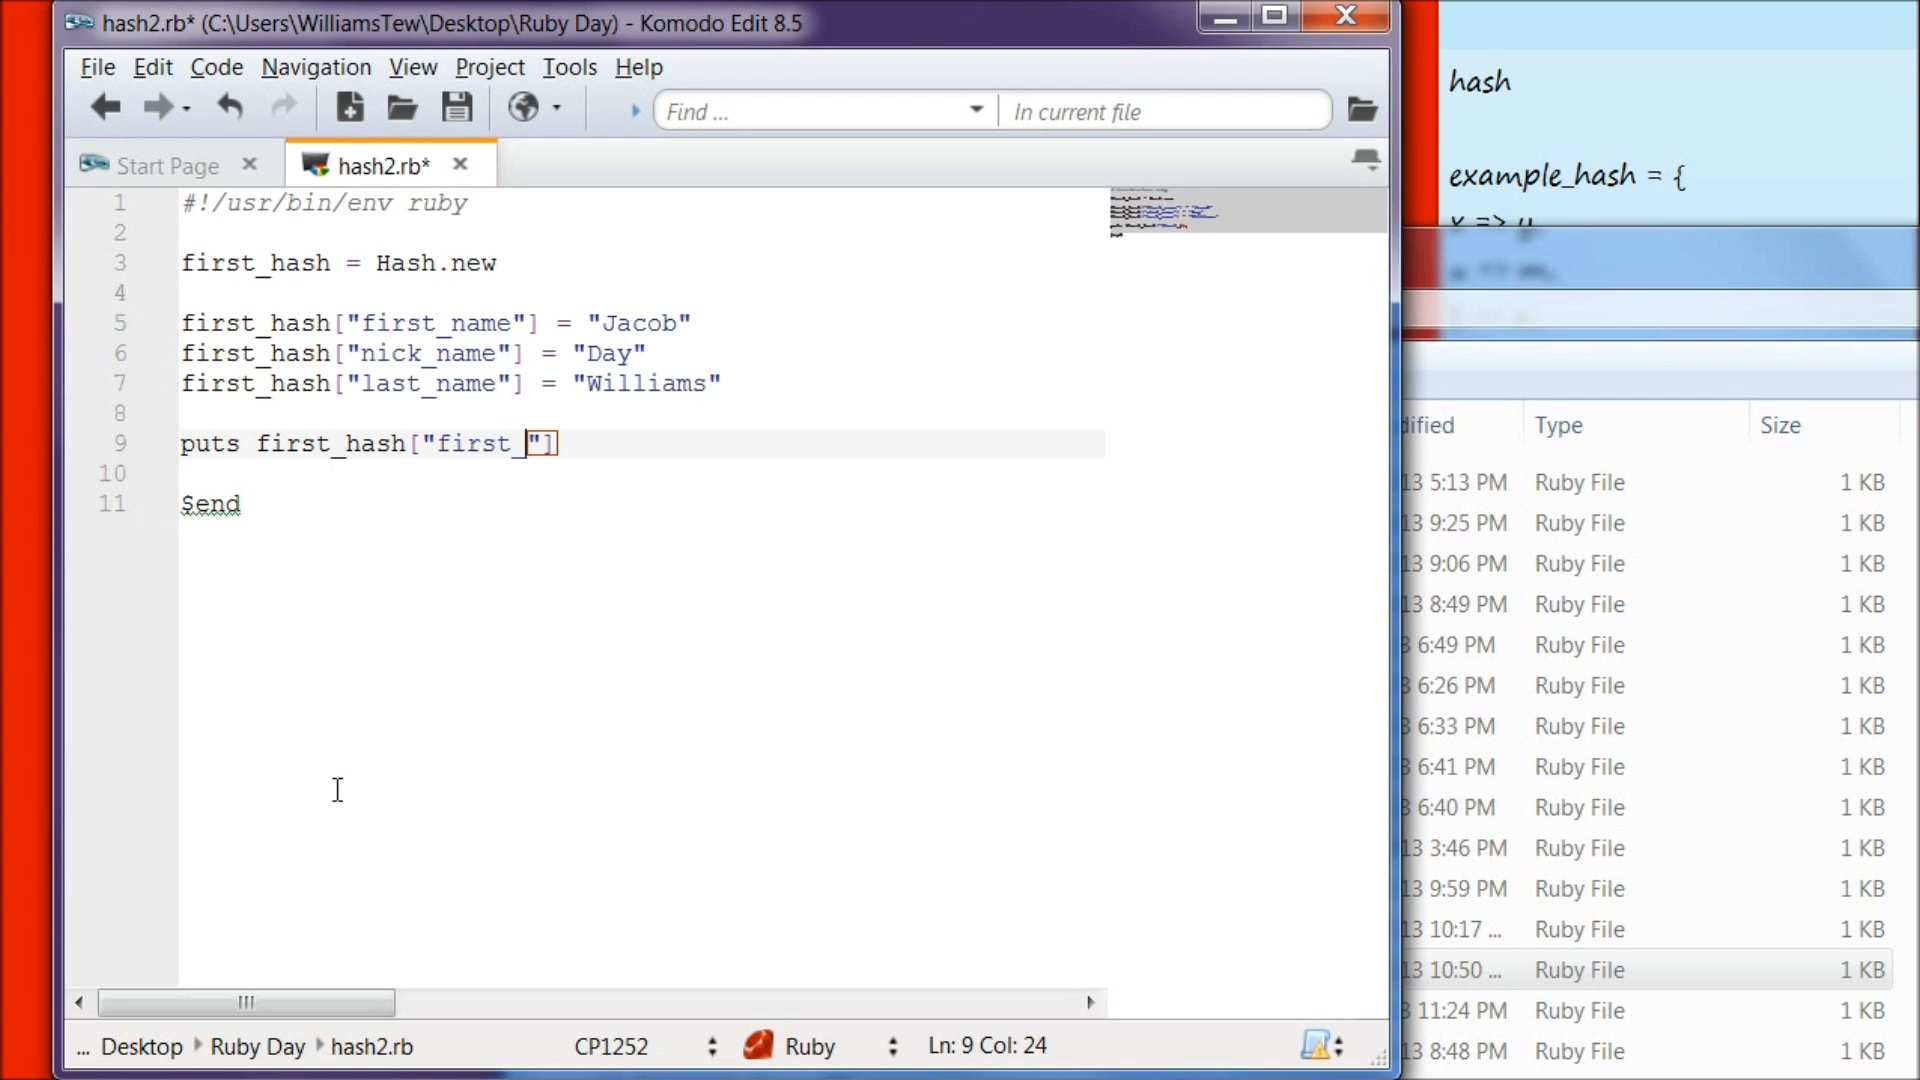 hash2.rb* (C:\Users\WilliamsTew\Desktop\Ruby Day) - Komodo Edit 8.5
File Edit Code Navigation View Project Tools Help
Find ... In current file
Start Page hash2.rb*
1 #!/usr/bin/env ruby
2
3 first_hash = Hash.new
4
5 first_hash["first_name"] = "Jacob"
6 first_hash["nick_name"] = "Day"
7 first_hash["last_name"] = "Williams"
8
9 puts first_hash["first_"]
10
11 $end
... Desktop Ruby Day hash2.rb CP1252 Ruby Ln: 9 Col: 24
hash
example_hash = {
x => y
dified Type Size
13 5:13 PM Ruby File 1 KB
13 9:25 PM Ruby File 1 KB
13 9:06 PM Ruby File 1 KB
13 8:49 PM Ruby File 1 KB
3 6:49 PM Ruby File 1 KB
3 6:26 PM Ruby File 1 KB
3 6:33 PM Ruby File 1 KB
3 6:41 PM Ruby File 1 KB
3 6:40 PM Ruby File 1 KB
13 3:46 PM Ruby File 1 KB
13 9:59 PM Ruby File 1 KB
13 10:17 ... Ruby File 1 KB
13 10:50 ... Ruby File 1 KB
3 11:24 PM Ruby File 1 KB
13 8:48 PM Ruby File 1 KB